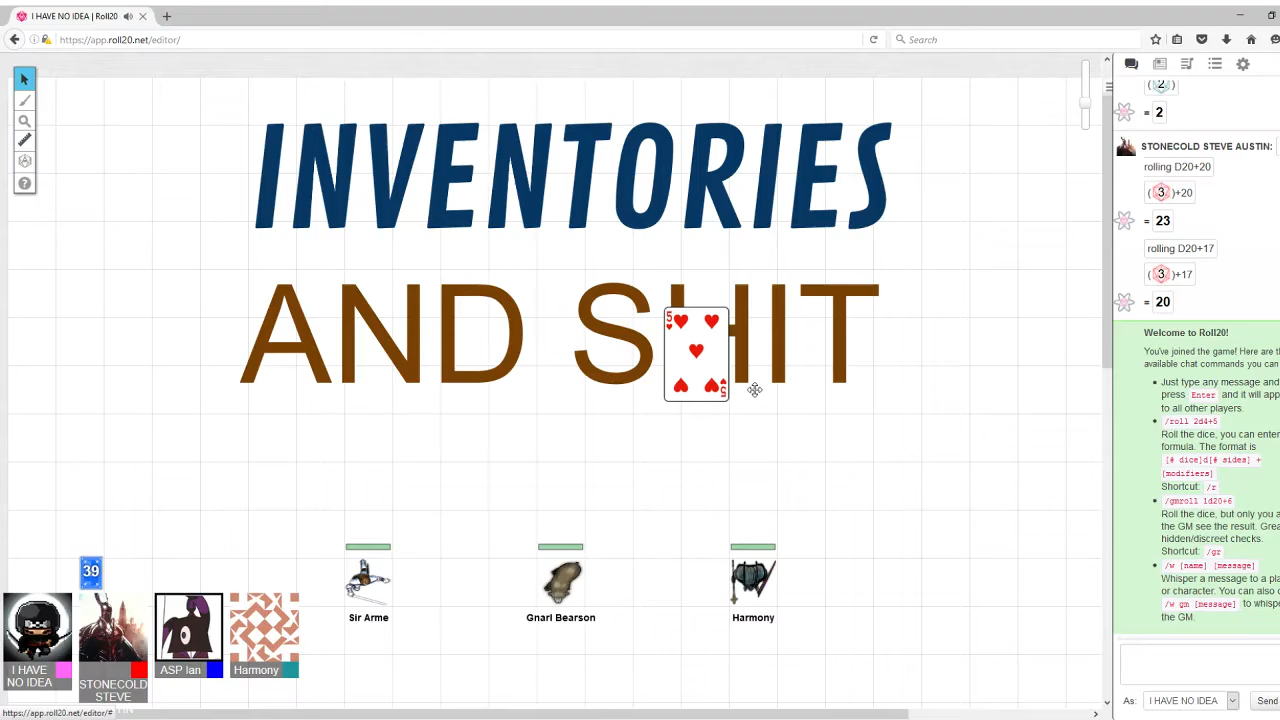 I HAVE NO IDEA | Roll20
https://app.roll20.net/editor/
Search
INVENTORIES
AND SHIT
5
5
Sir Arme
Gnarl Bearson
Harmony
39
I HAVE
NO IDEA
STONECOLD
STEVE
ASP Ian
Harmony
https://app.roll20.net/editor/#
(2)
= 2
STONECOLD STEVE AUSTIN:
rolling D20+20
(3)+20
= 23
rolling D20+17
(3)+17
= 20
Welcome to Roll20!
You've joined the game! Here are th
available chat commands you can
Just type any message and
press Enter and it will app
to all other players.
/roll 2d4+5
Roll the dice, you can enter
formula. The format is
[# dice]d[# sides] +
[modifiers]
Shortcut: /r
/gmroll 1d20+6
Roll the dice, but only you a
the GM see the result. Grea
hidden/discreet checks.
Shortcut: /gr
/w [name] [message]
Whisper a message to a pla
or character. You can also
/w gm [message] to whisp
the GM.
As: I HAVE NO IDEA
Send